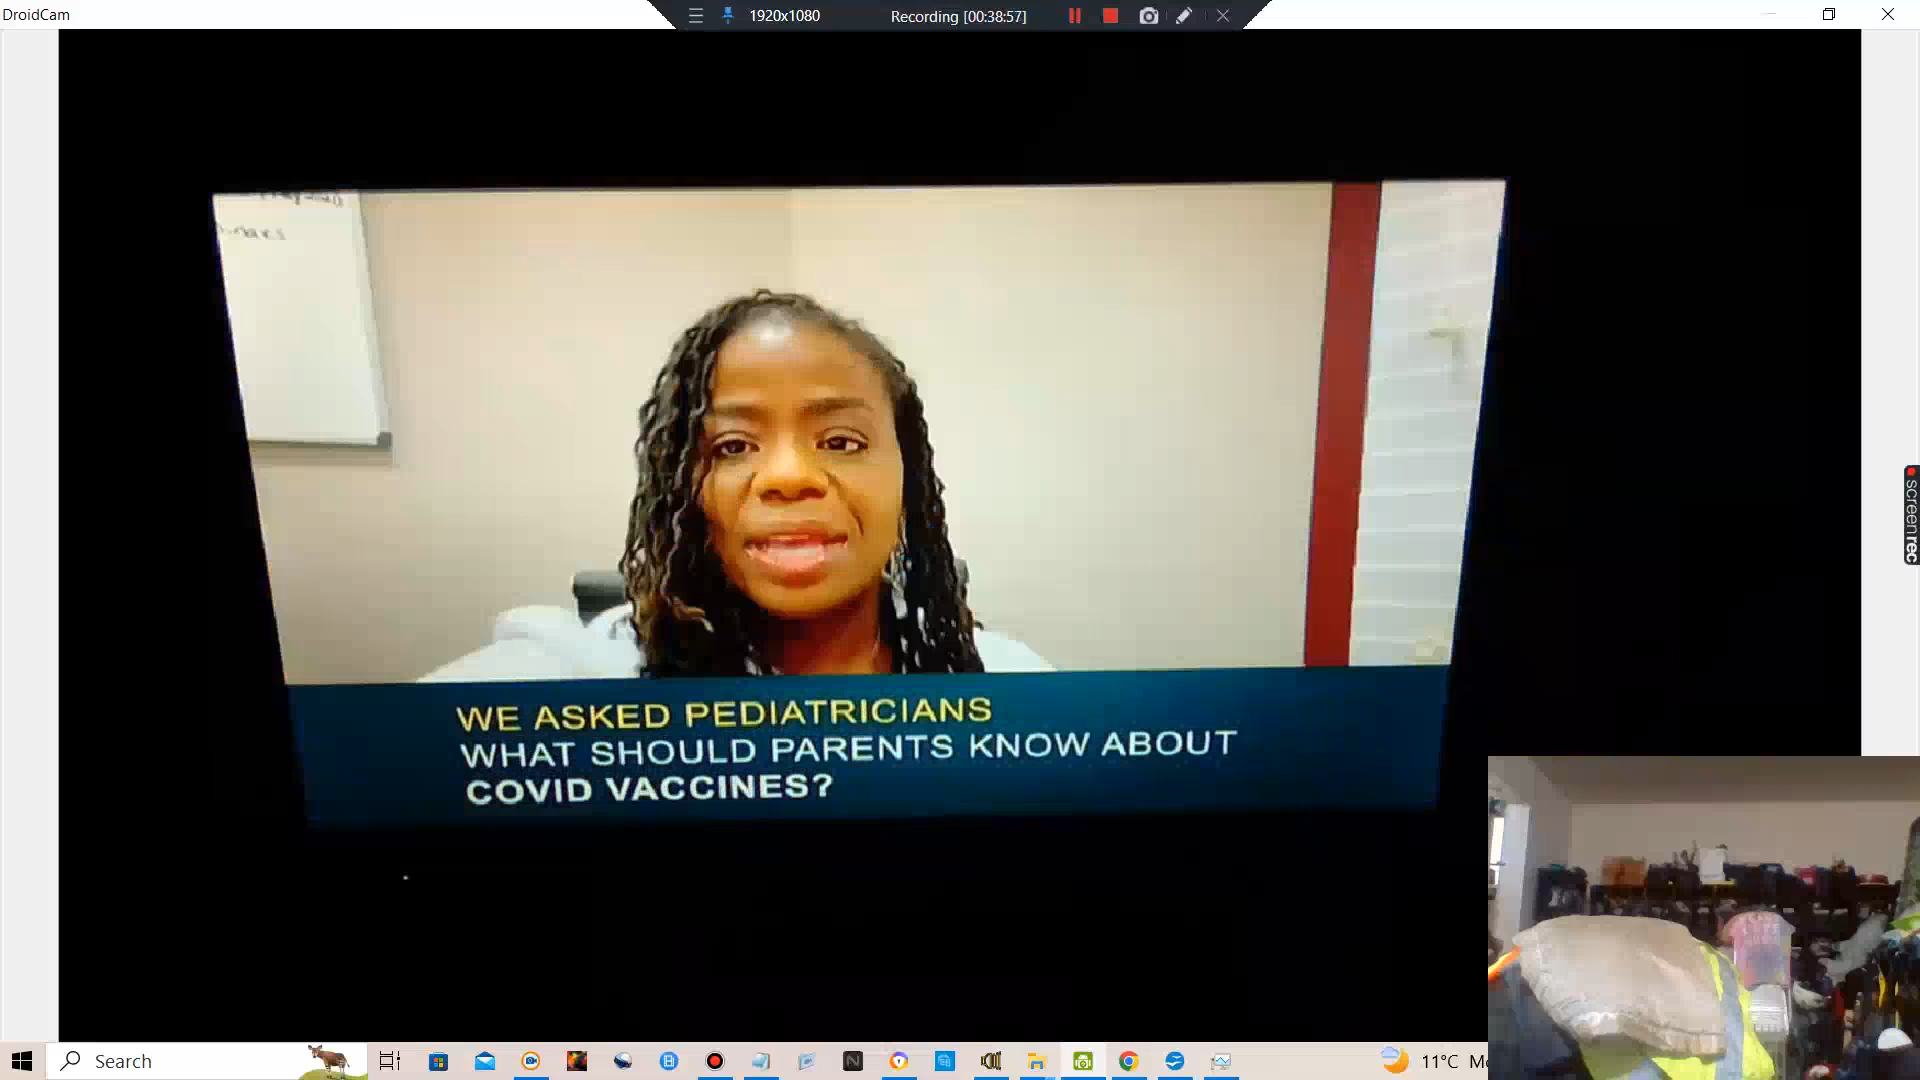 DroidCam
1920x1080
Recording [00:38:57]
WE ASKED PEDIATRICIANS
WHAT SHOULD PARENTS KNOW ABOUT
COVID VACCINES?
screenrec
Search
11°C